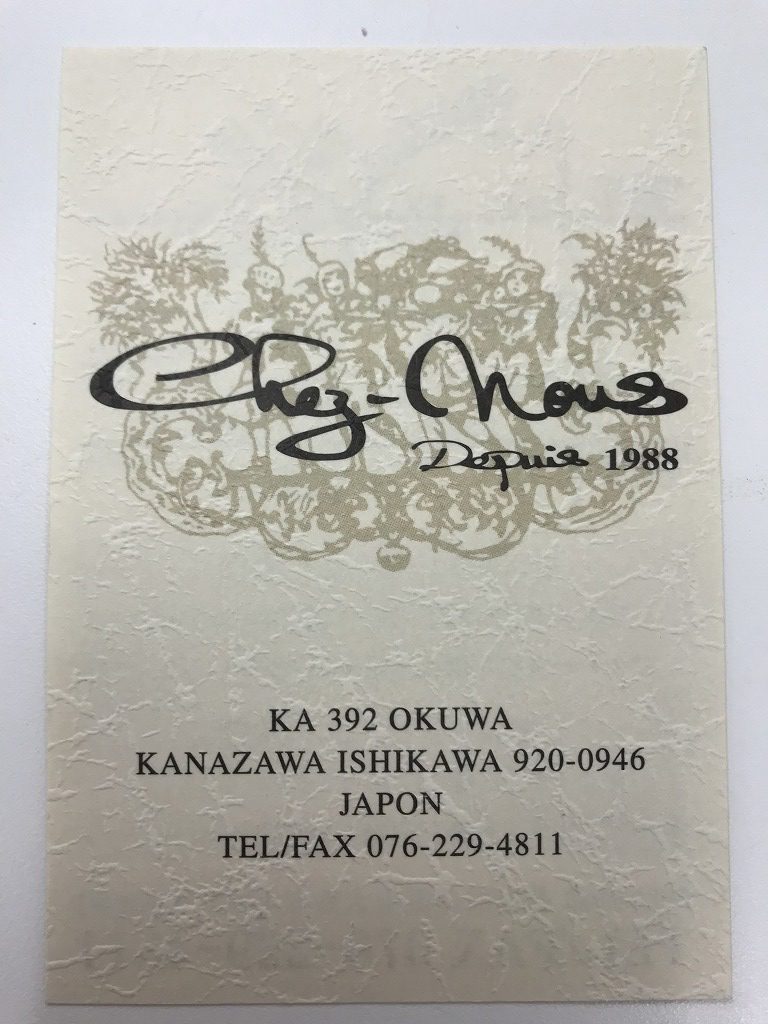 Chez-Nous
Depuis 1988
KA 392 OKUWA
KANAZAWA ISHIKAWA 920-0946
JAPON
TEL/FAX 076-229-4811